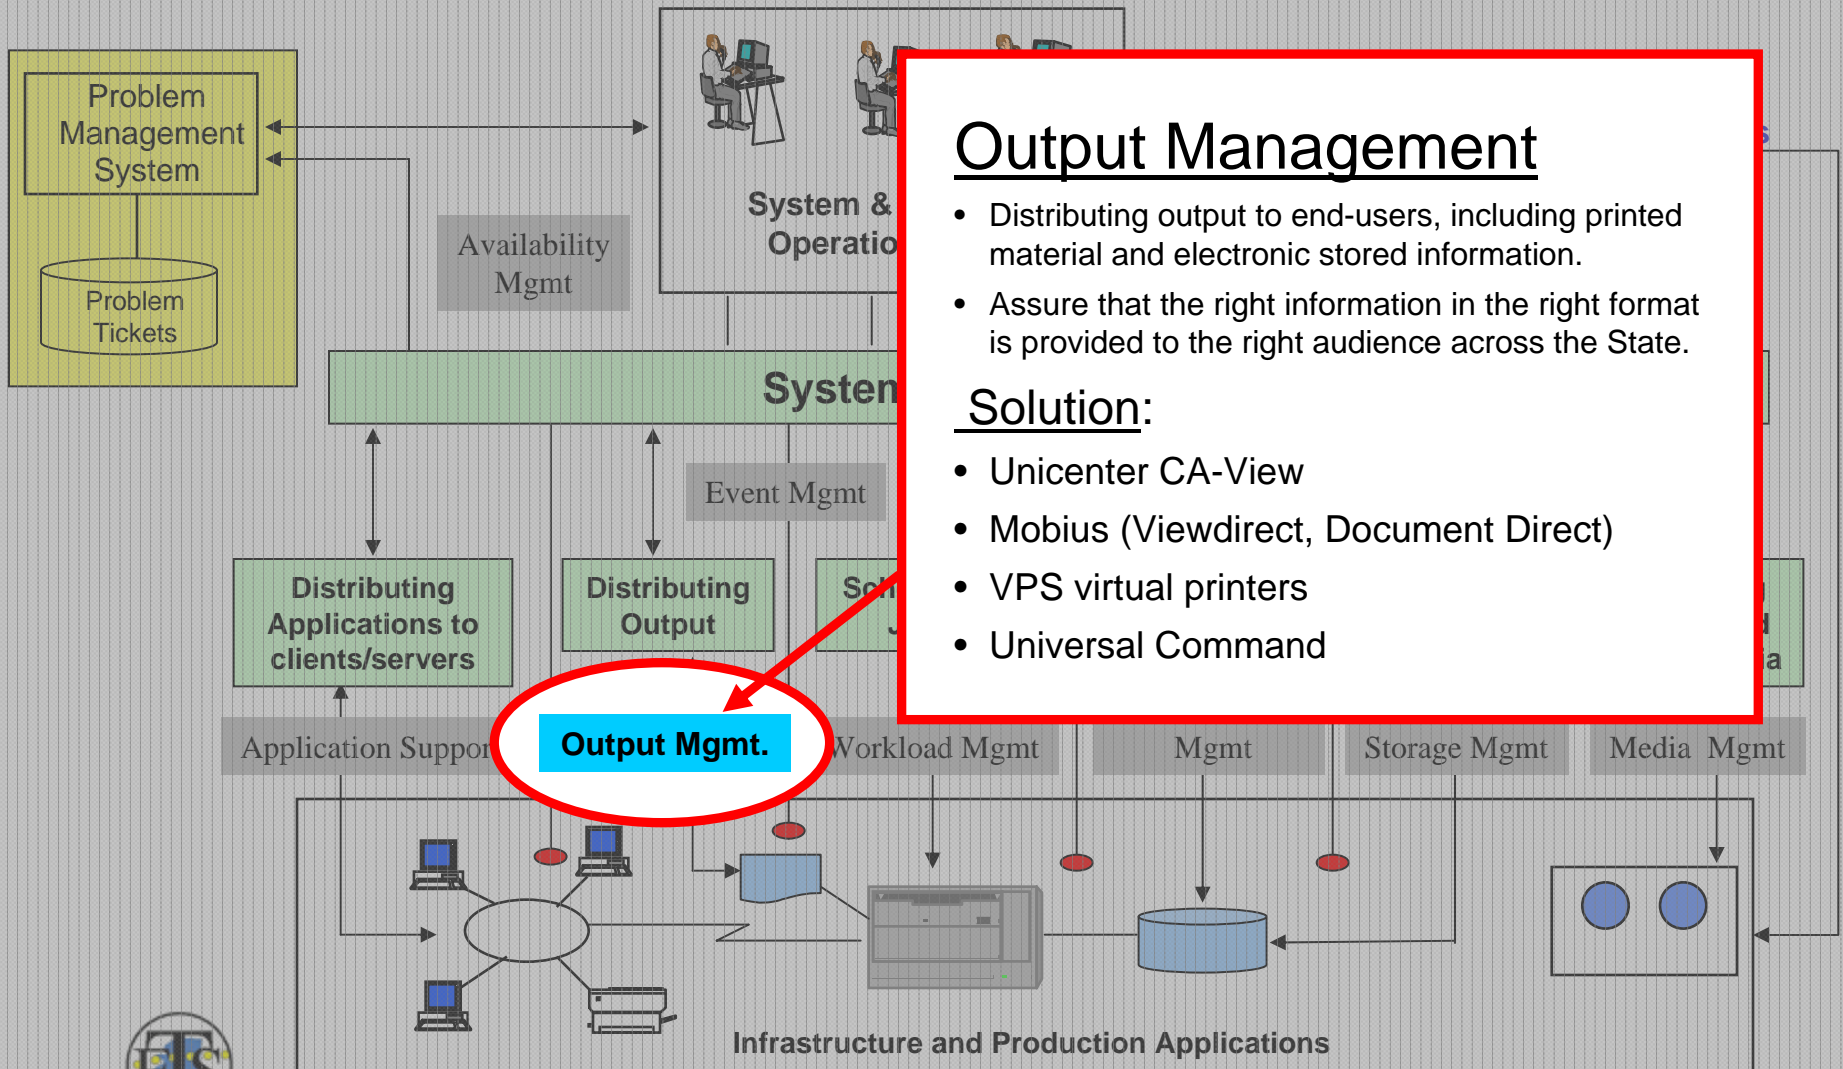 Problem
Management
System
Problem
Tickets
Availability
Mgmt
System &
Output Management
• Distributing output to end-users, including printed
material and electronic stored information.
• Assure that the right information in the right format
is provided to the right audience across the State.
Solution:
• Unicenter CA-View
• Mobius (Viewdirect, Document Direct)
• VPS virtual printers
• Universal Command
Event Mgmt
Distributing
Applications to
clients/servers
Distributing
Output
Application
Output Mgmt.
Workload Mgmt
Mgmt
Storage Mgmt
Media Mgmt
Infrastructure and Production Applications